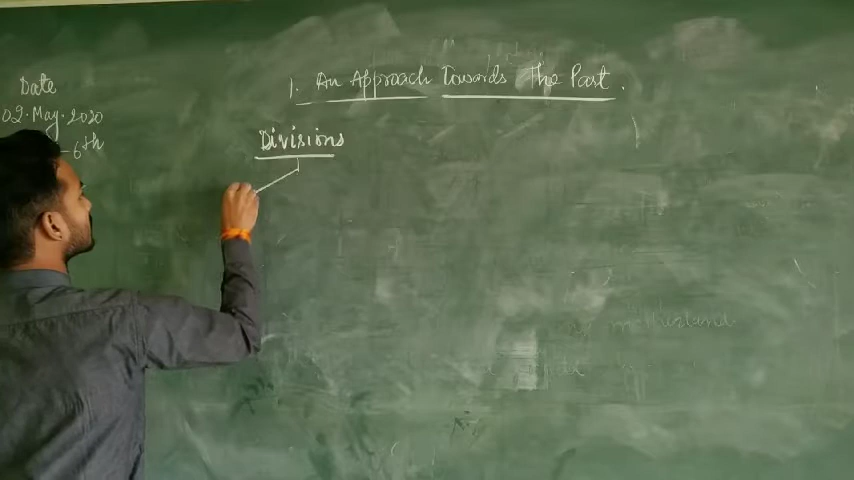 Date
02.May.2020
-6th
1. An Approach Towards The Past.
Divisions